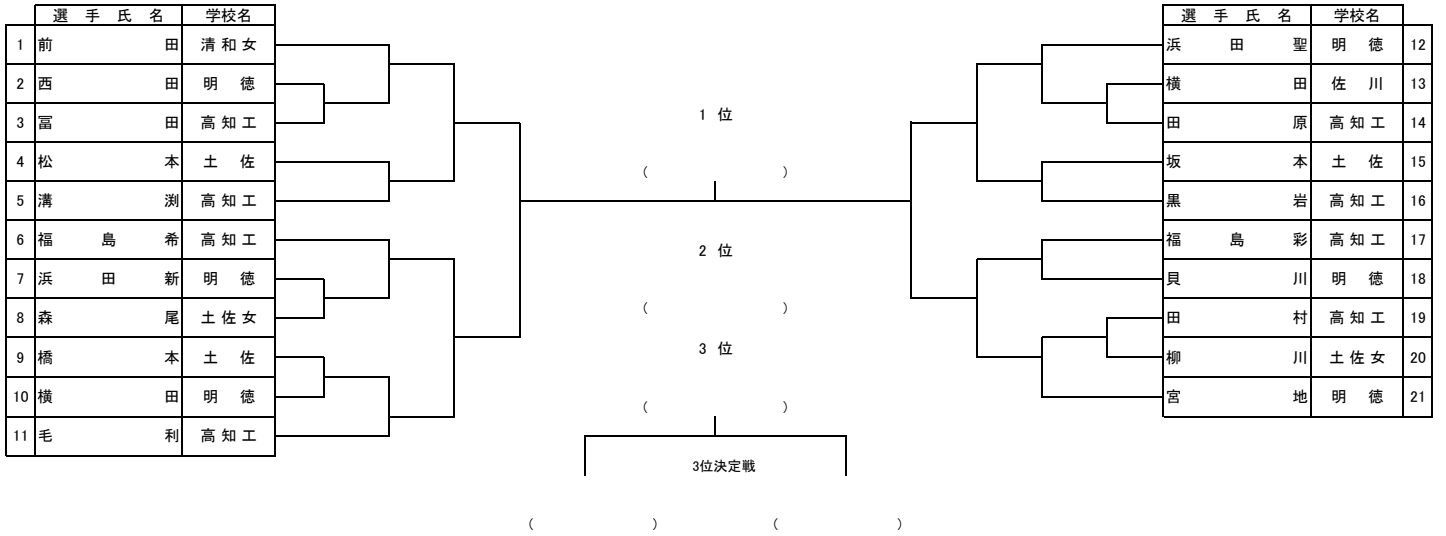 選手氏名 学校名
1 前田 清和女
2 西田 明徳
3 冨田 高知工
4 松本 土佐
5 溝渕 高知工
6 福島希 高知工
7 浜田新 明徳
8 森尾 土佐女
9 橋本 土佐
10 横田 明徳
11 毛利 高知工
1 位
( )
2 位
( )
3 位
( )
3位決定戦
( ) ( )
選手氏名 学校名
浜田聖 明徳 12
横田 佐川 13
田原 高知工 14
坂本 土佐 15
黒岩 高知工 16
福島彩 高知工 17
貝川 明徳 18
田村 高知工 19
柳川 土佐女 20
宮地 明徳 21